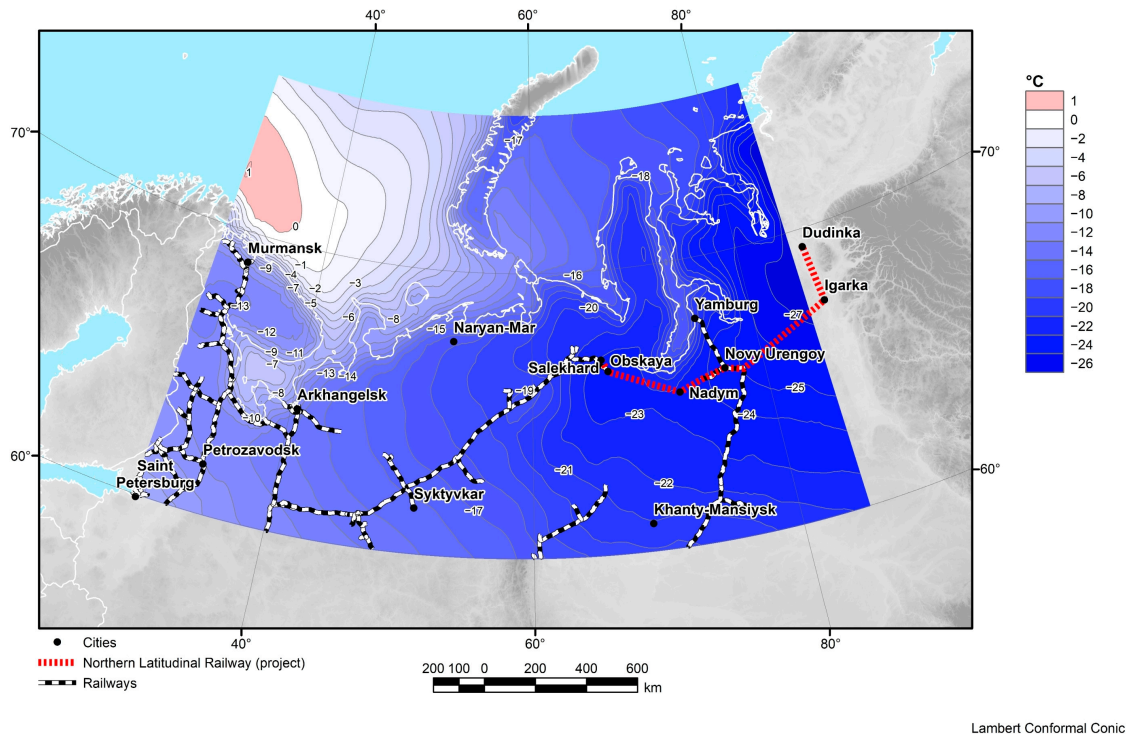 40°
60°
80°
°C
1
0
−2
−4
−6
−8
−10
−12
−14
−16
−18
−20
−22
−24
−26
70°
70°
−17
1
−18
0
Dudinka
Murmansk
−9
−1
−4
−3
−7
−2
−16
Igarka
−5
−13
−20
Yamburg
−27
−6
−8
−12
−15
Naryan-Mar
−9
−11
−7
Novy Urengoy
Obskaya
Salekhard
−13
−14
−25
−8
−19
Nadym
Arkhangelsk
−10
−23
−24
60°
Petrozavodsk
Saint
Petersburg
60°
−21
−22
Syktyvkar
−17
Khanty-Mansiysk
40°
60°
80°
Cities
Northern Latitudinal Railway (project)
Railways
200 100 0 200 400 600
km
Lambert Conformal Conic